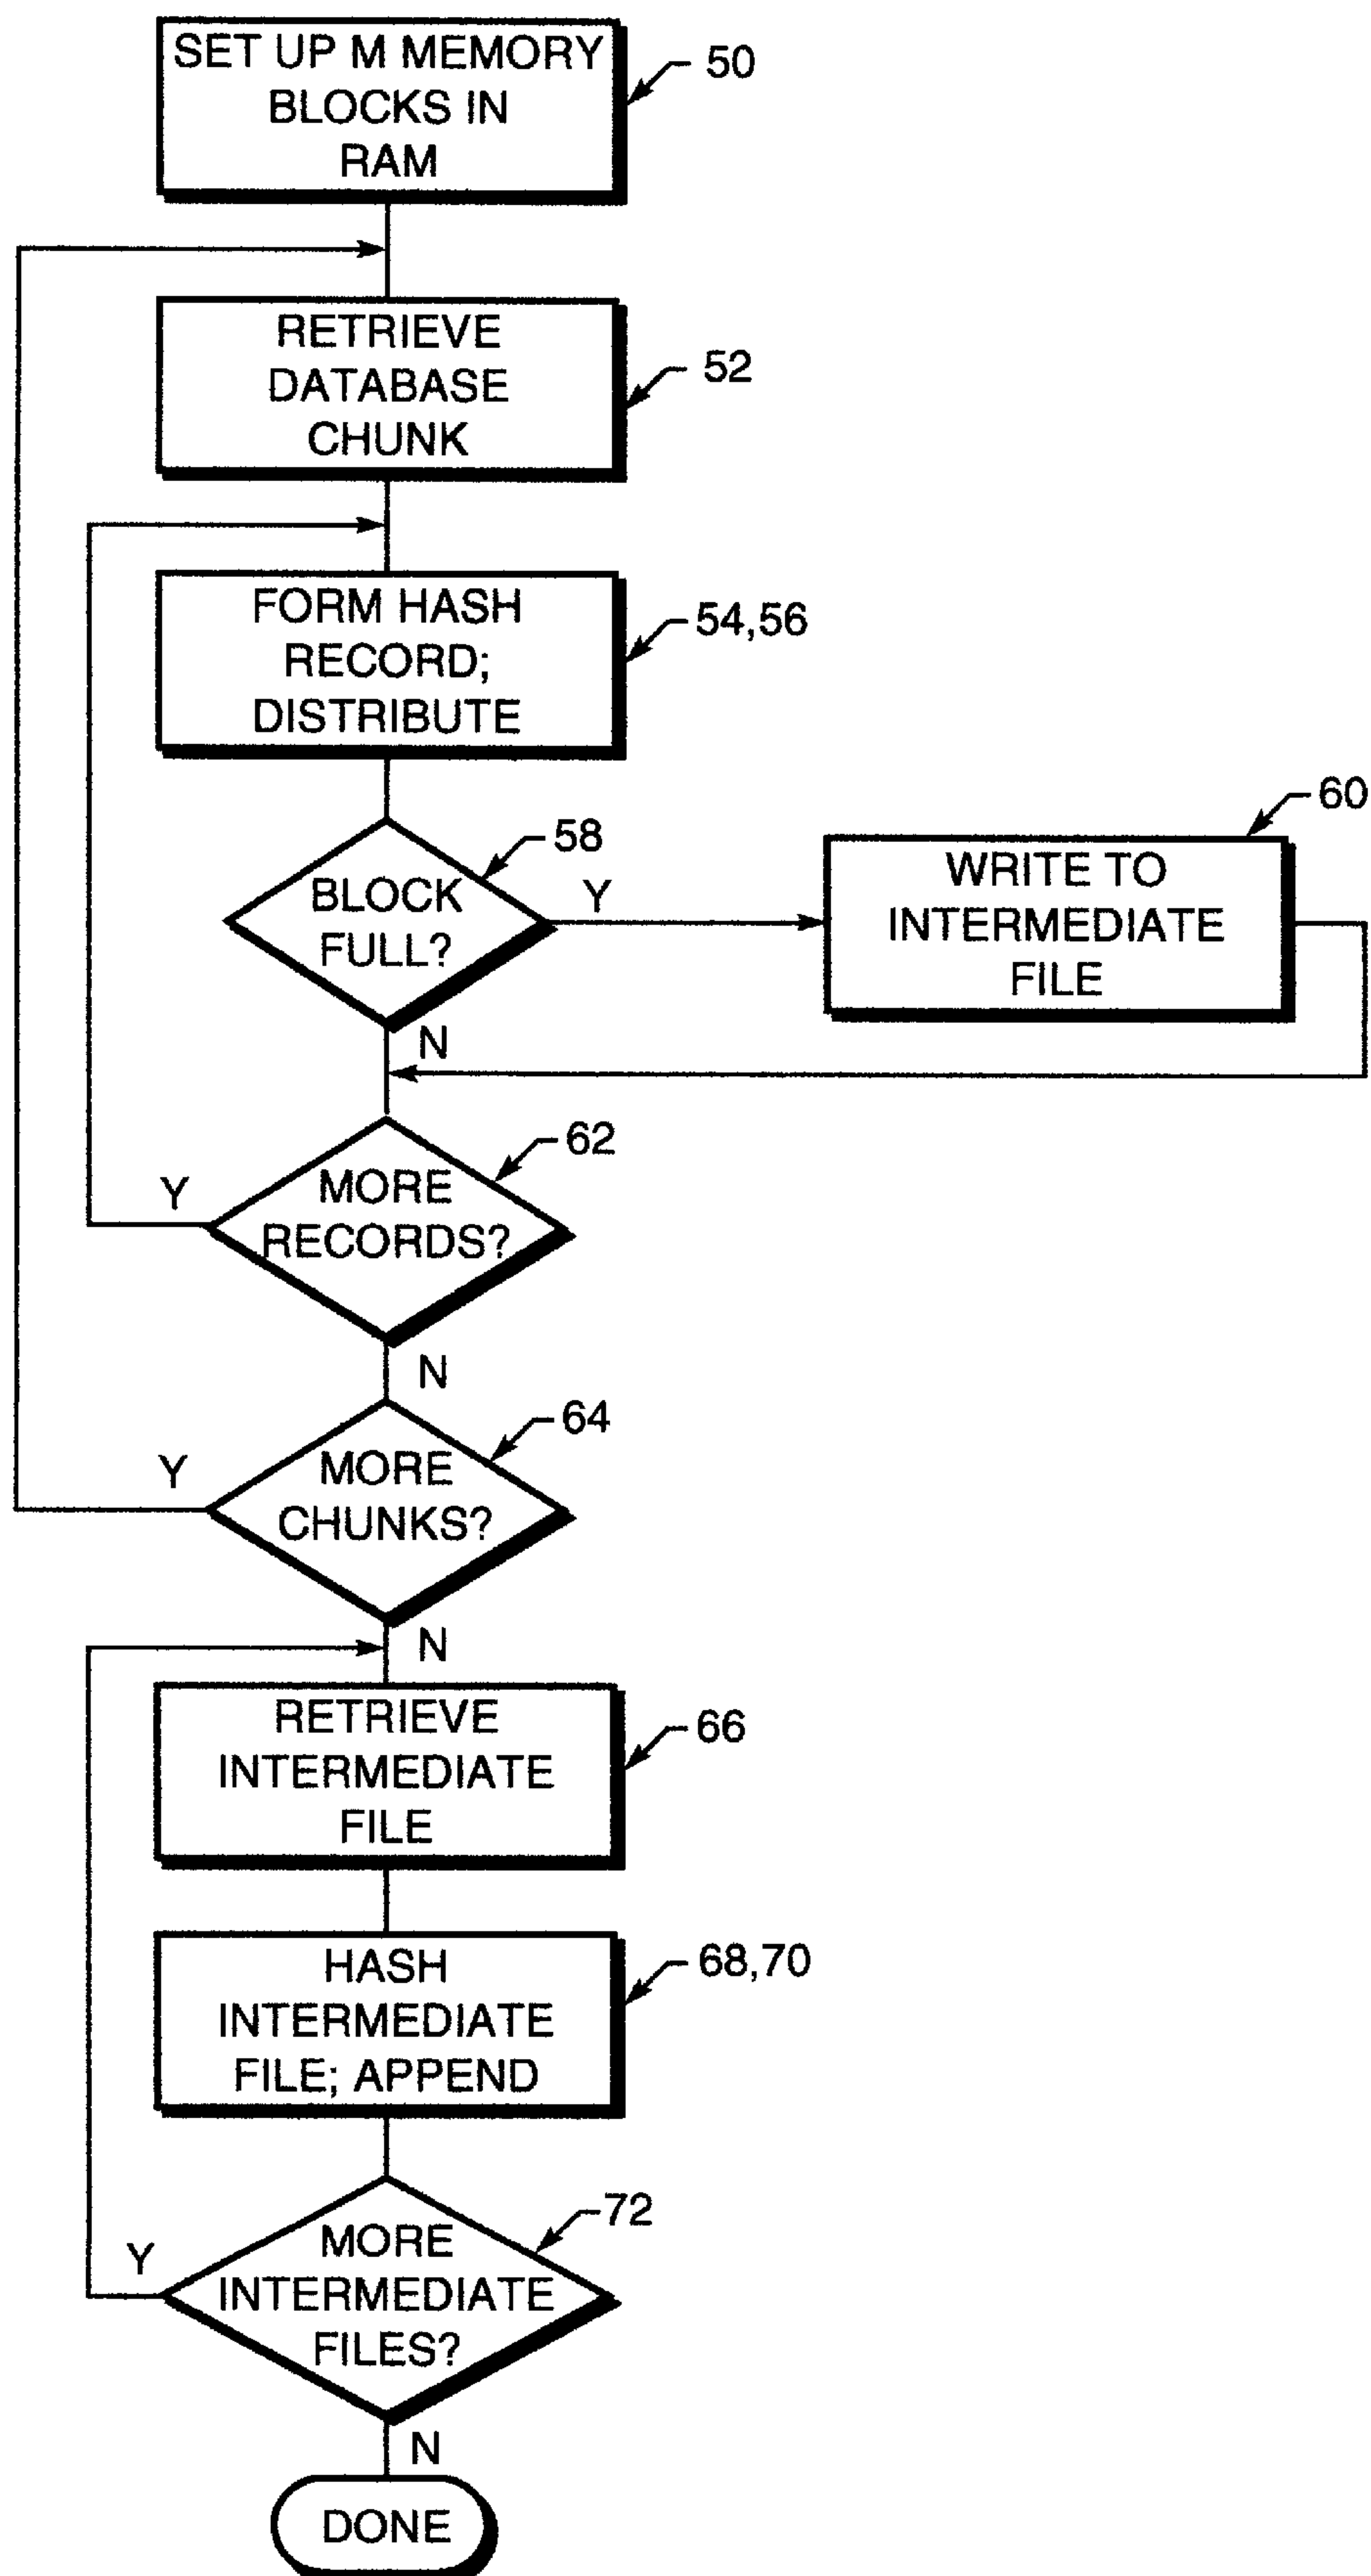 SET UP M MEMORY
BLOCKS IN
RAM
50
RETRIEVE
DATABASE
CHUNK
52
FORM HASH
RECORD;
DISTRIBUTE
54,56
BLOCK
FULL?
58
Y
N
WRITE TO
INTERMEDIATE
FILE
60
MORE
RECORDS?
62
Y
N
MORE
CHUNKS?
64
Y
N
RETRIEVE
INTERMEDIATE
FILE
66
HASH
INTERMEDIATE
FILE; APPEND
68,70
MORE
INTERMEDIATE
FILES?
72
Y
N
DONE